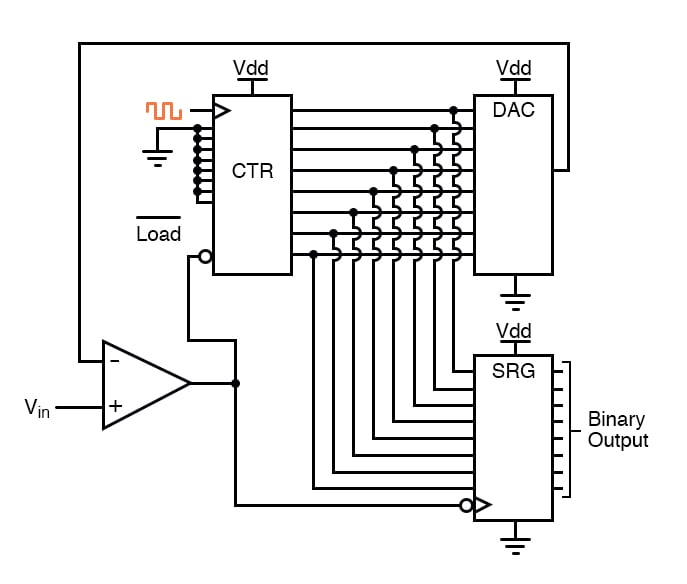 Vdd
Vdd
DAC
CTR
Load
Vdd
SRG
-
Vin
+
Binary
Output